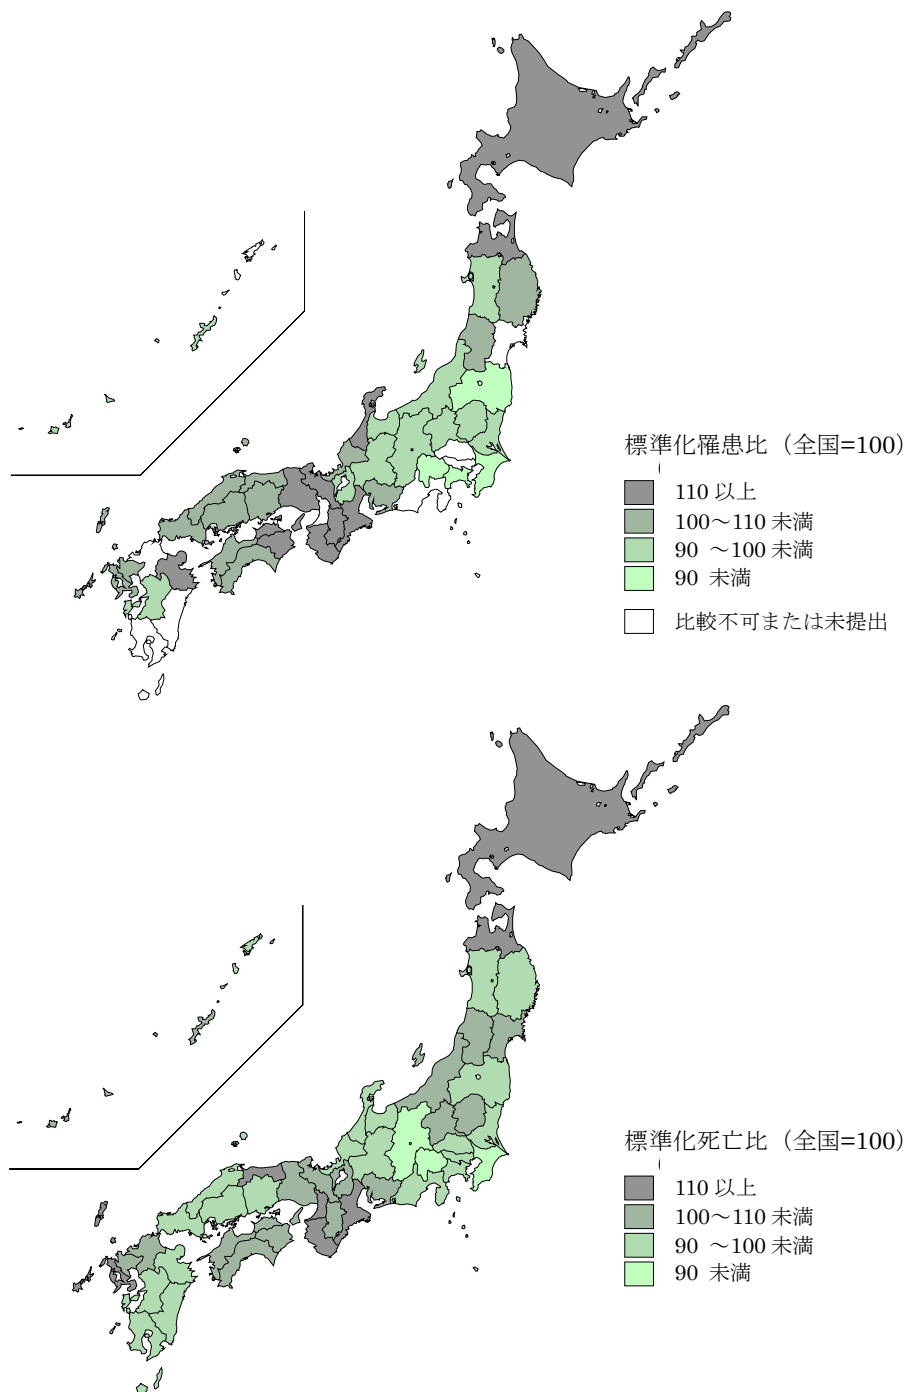 標準化罹患比（全国=100）
110 以上
100〜110 未満
90 〜100 未満
90 未満
比較不可または未提出
標準化死亡比（全国=100）
110 以上
100〜110 未満
90 〜100 未満
90 未満